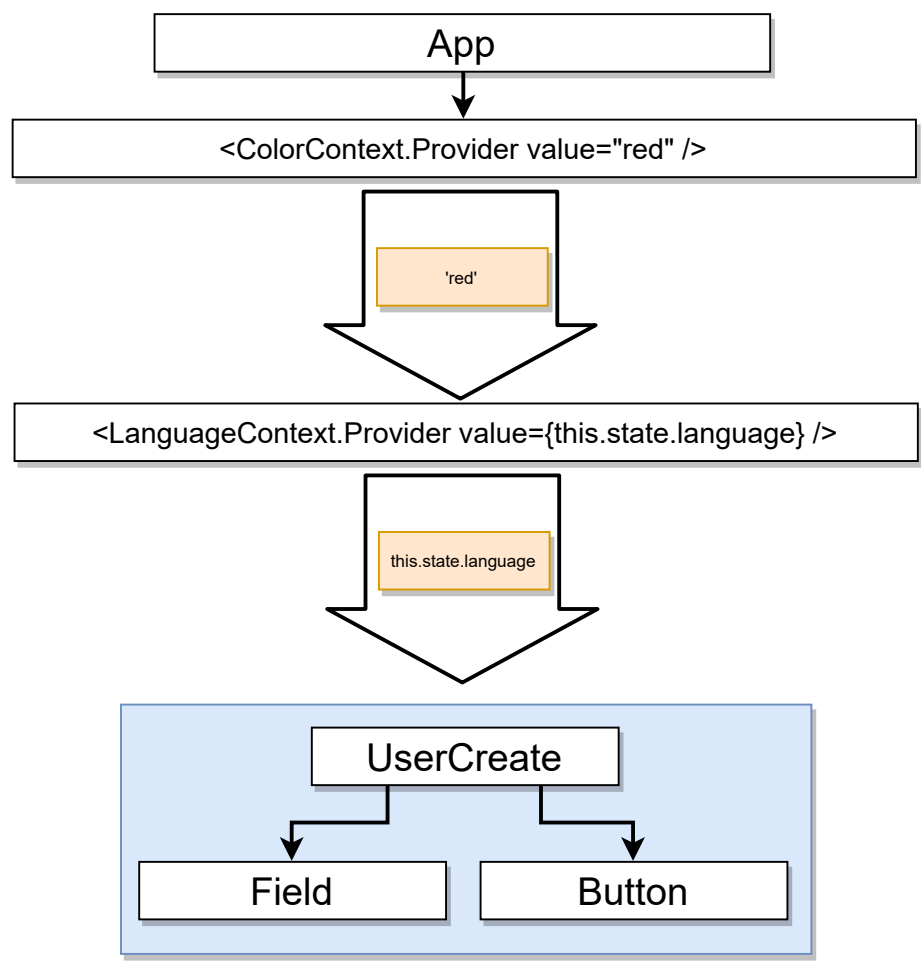 App
<ColorContext.Provider value="red" />
'red'
<LanguageContext.Provider value={this.state.language} />
this.state.language
UserCreate
Field
Button